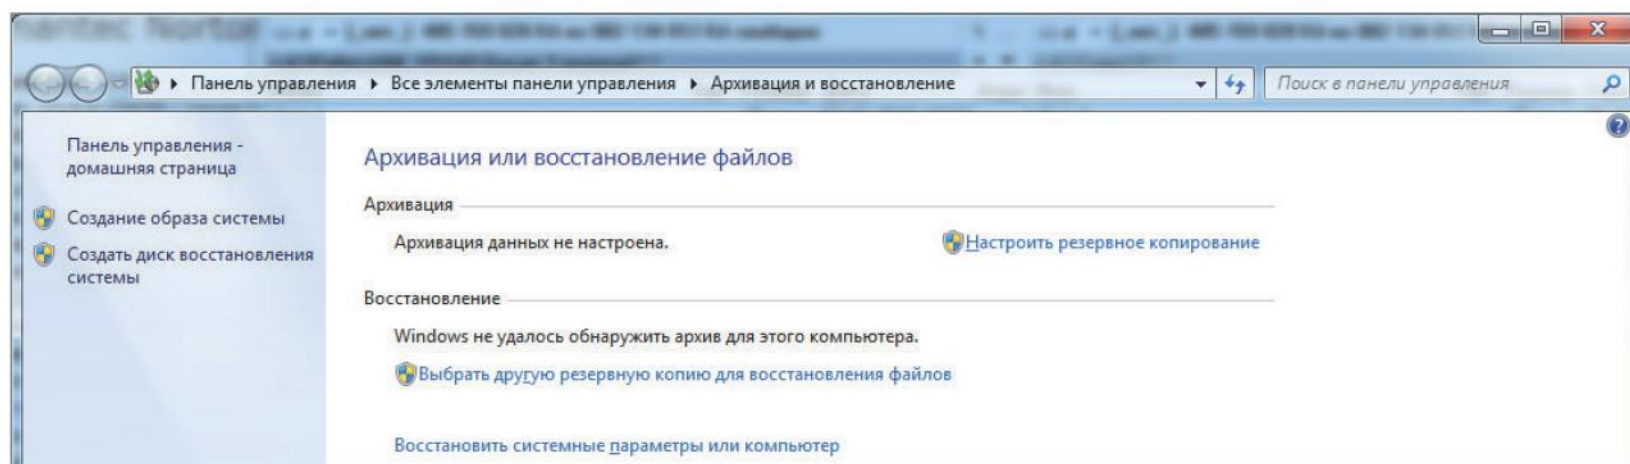 Панель управления ▸ Все элементы панели управления ▸ Архивация и восстановление
Поиск в панели управления
Панель управления -
домашняя страница
Создание образа системы
Создать диск восстановления
системы
Архивация или восстановление файлов
Архивация
Архивация данных не настроена.
Настроить резервное копирование
Восстановление
Windows не удалось обнаружить архив для этого компьютера.
Выбрать другую резервную копию для восстановления файлов
Восстановить системные параметры или компьютер